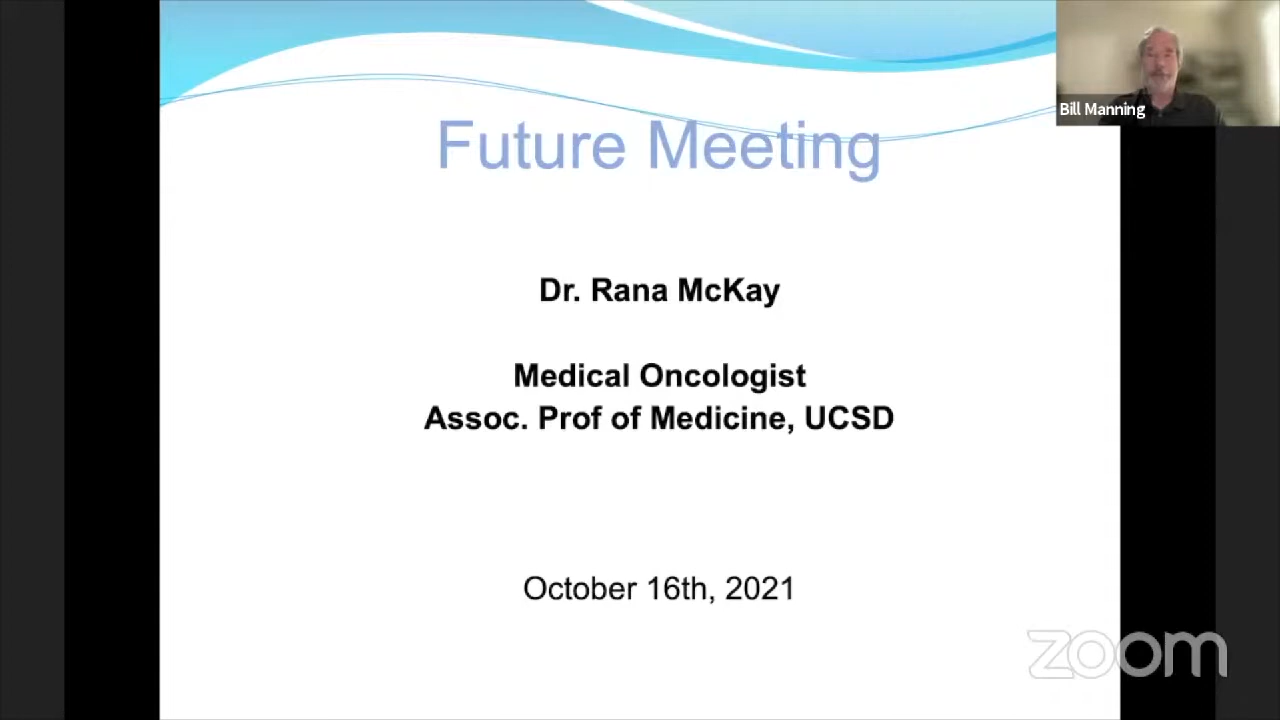 Future Meeting
Bill Manning
Dr. Rana McKay
Medical Oncologist
Assoc. Prof of Medicine, UCSD
October 16th, 2021
zoom